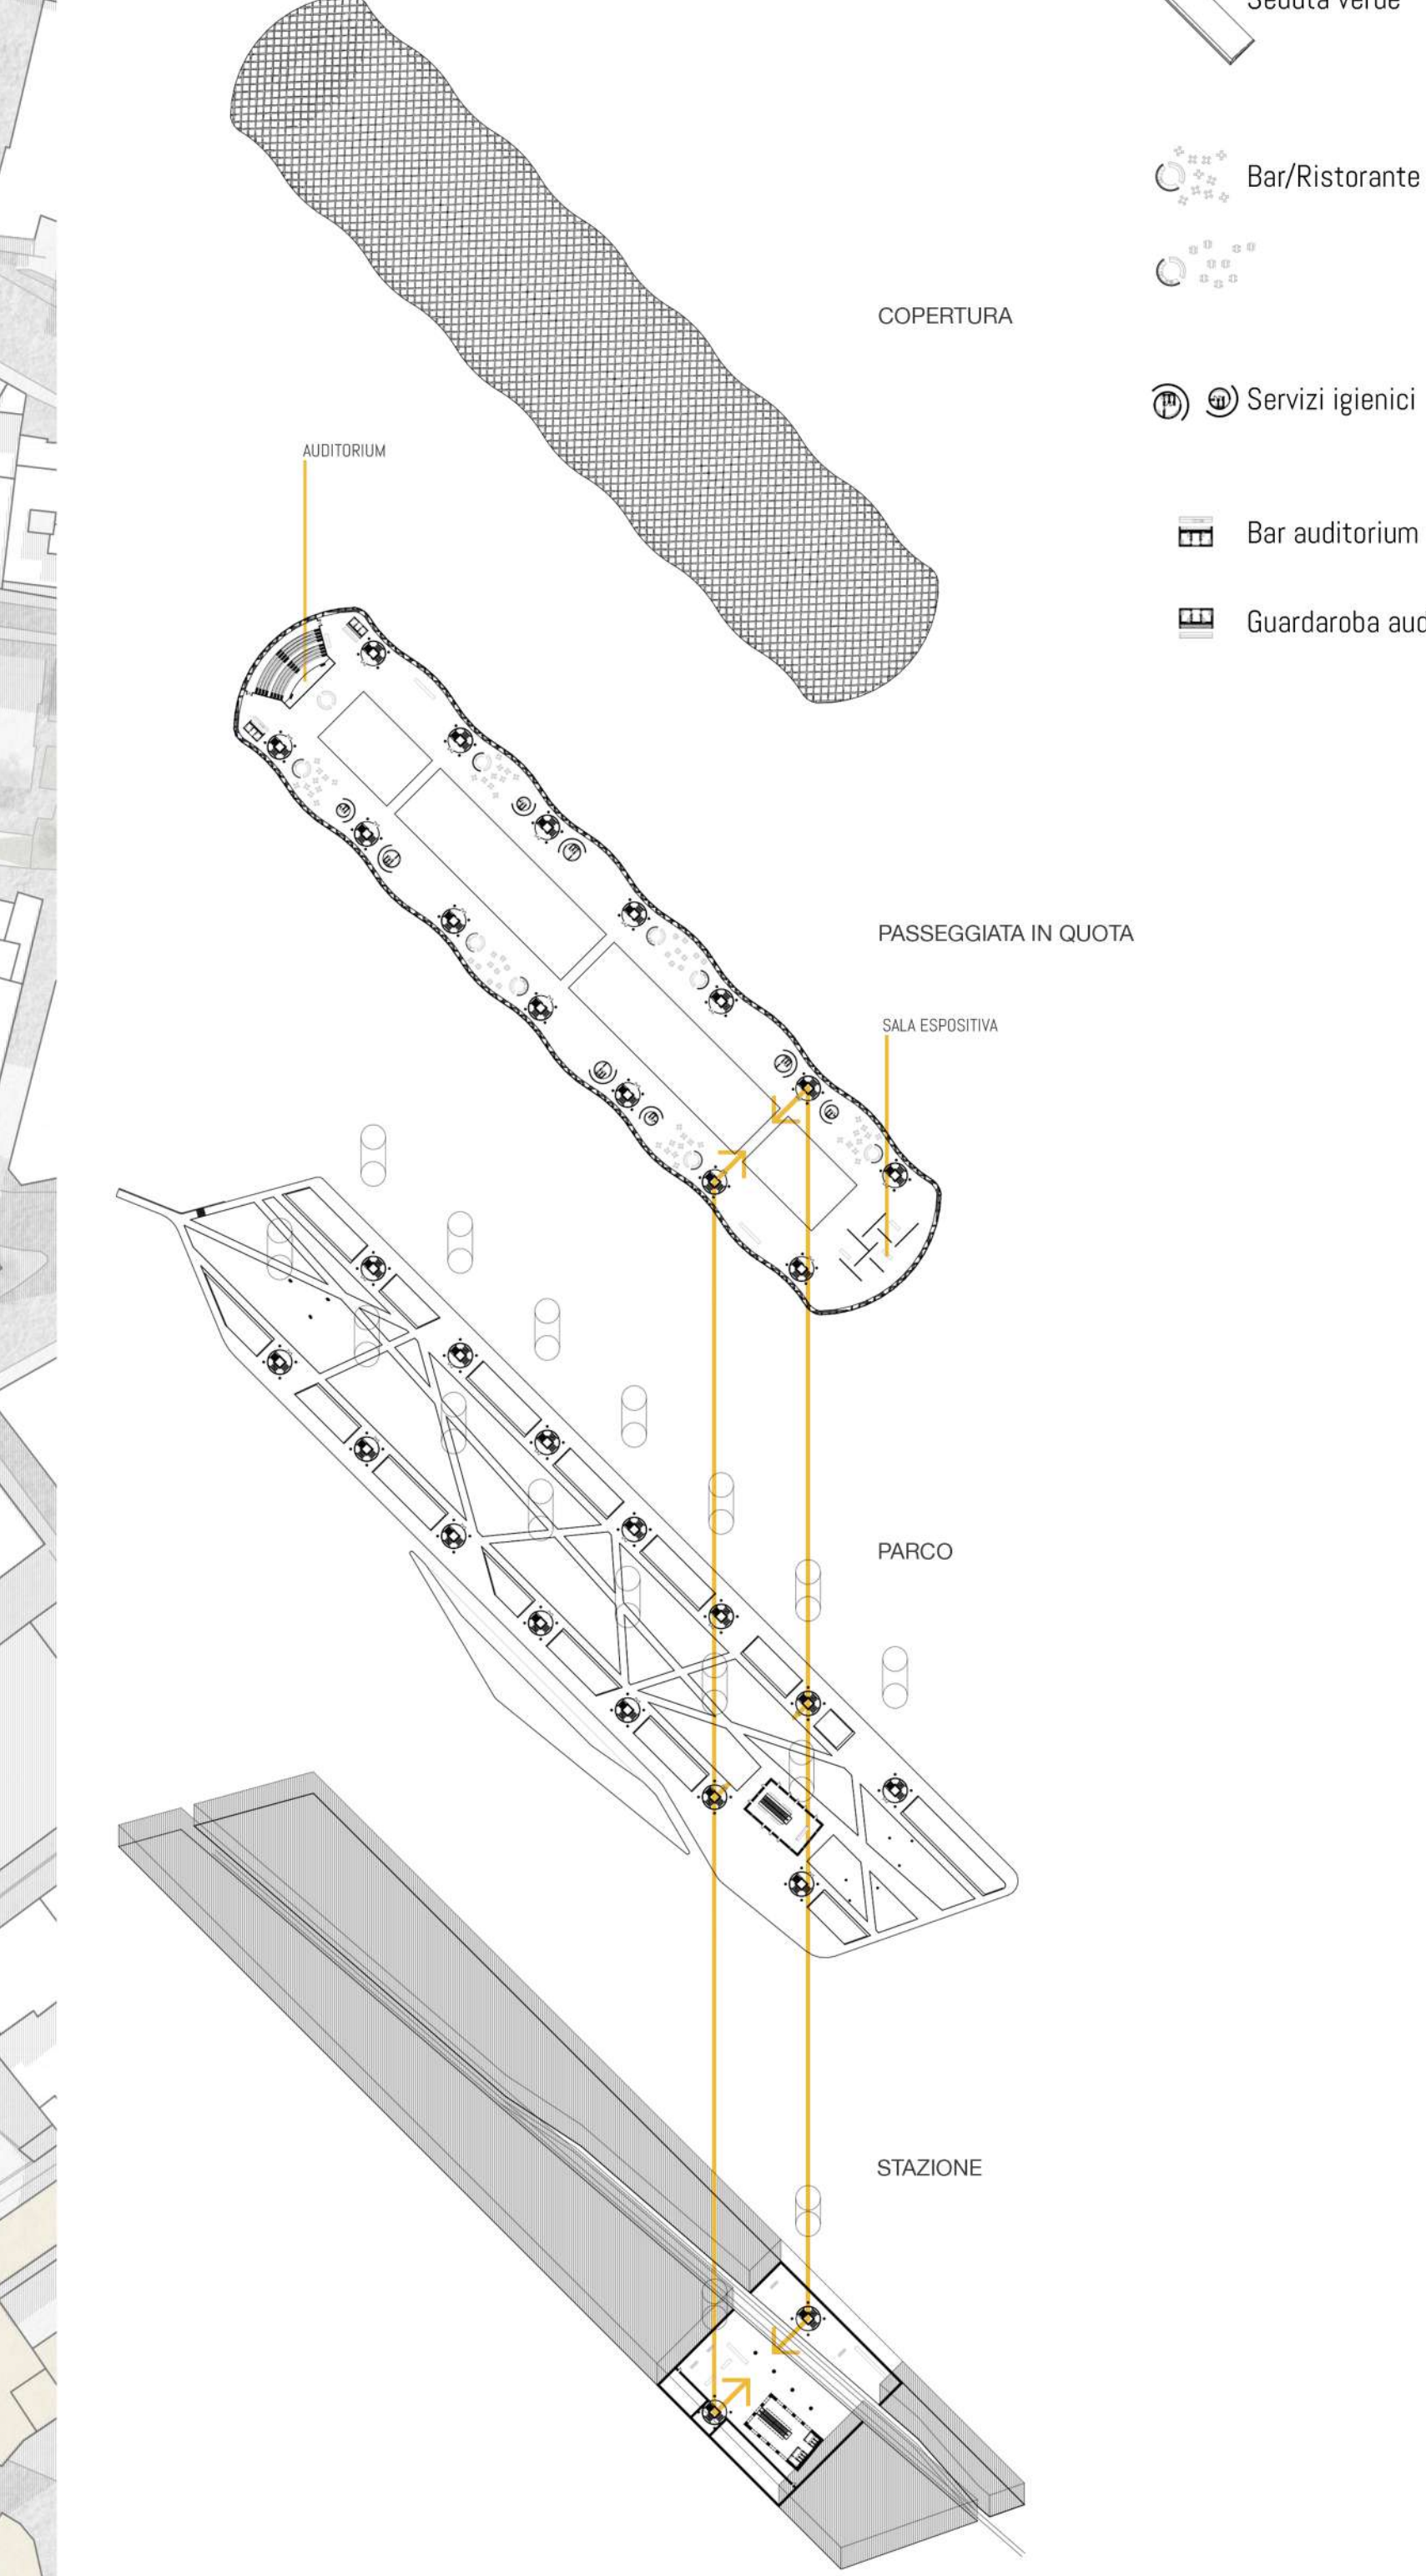 Seduta verde
Bar/Ristorante
COPERTURA
Servizi igienici
AUDITORIUM
Bar auditorium
Guardaroba aud
PASSEGGIATA IN QUOTA
SALA ESPOSITIVA
PARCO
STAZIONE